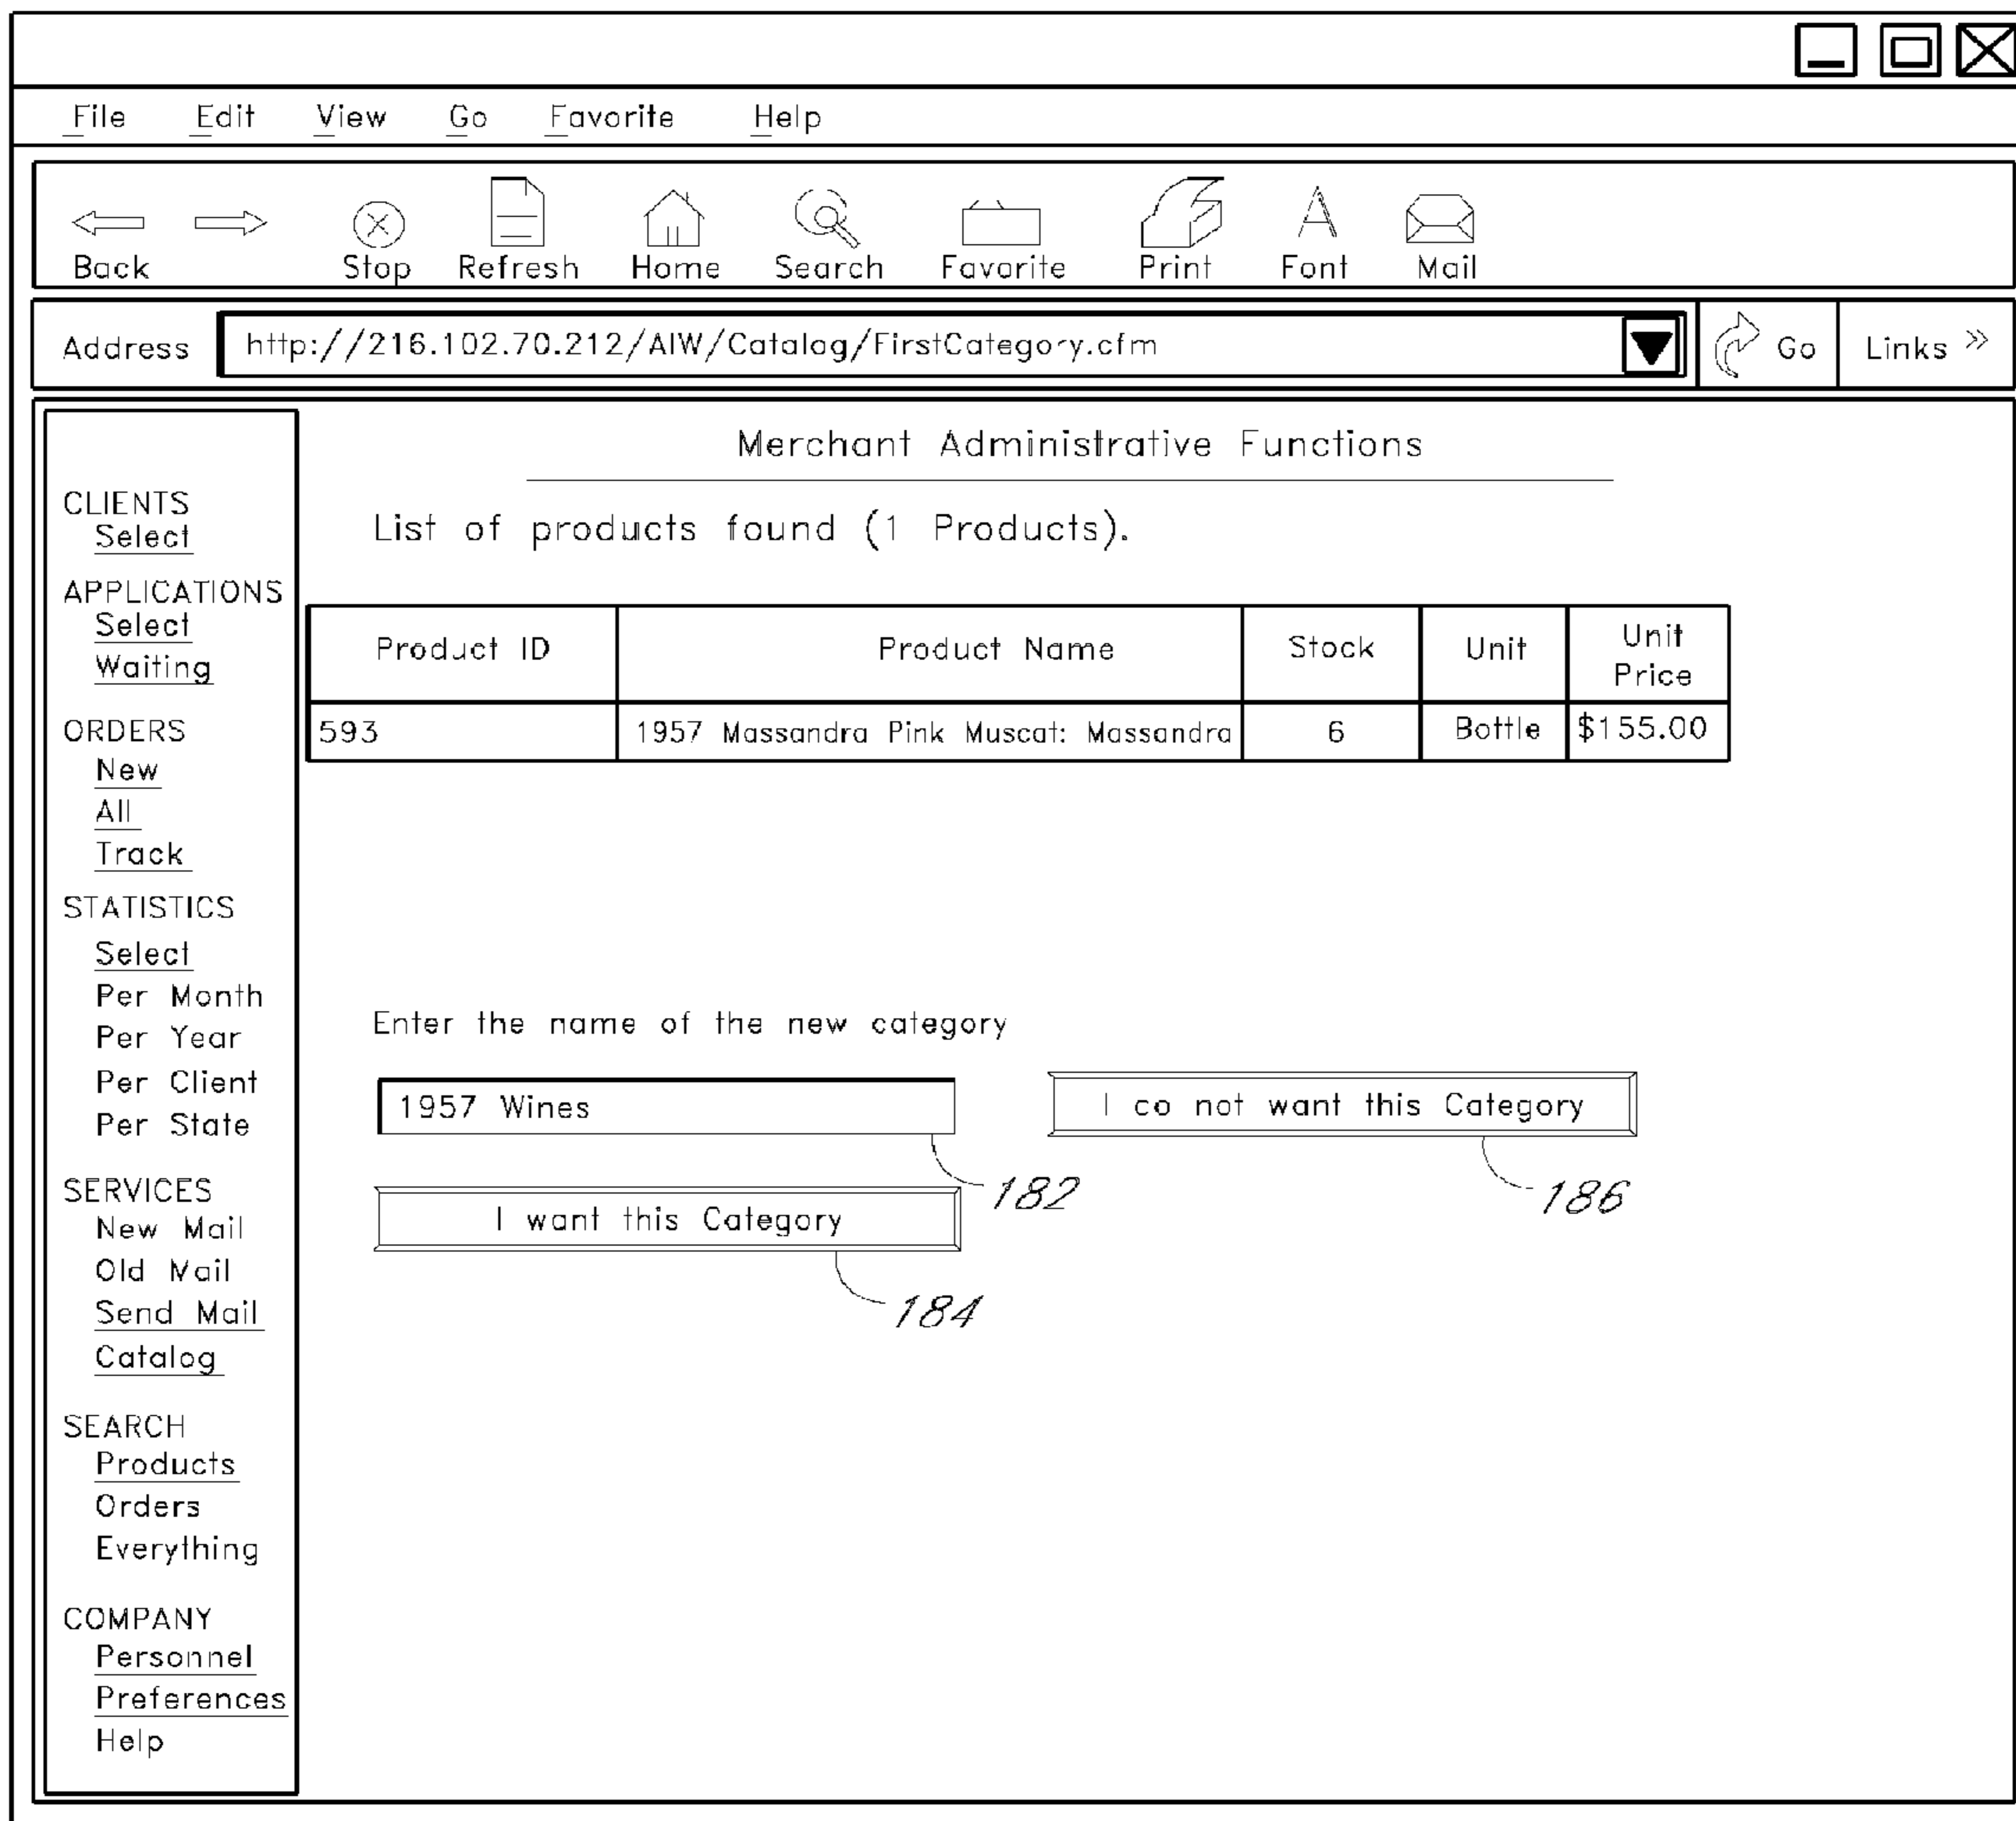 File Edit View Go Favorite Help
Back Stop Refresh Home Search Favorite Print Font Mail
Address http://216.102.70.212/AIW/Catalog/FirstCategory.cfm Go Links »
Merchant Administrative Functions
List of products found (1 Products).
Product ID Product Name Stock Unit Unit Price
593 1957 Massandra Pink Muscat: Massandra 6 Bottle $155.00
Enter the name of the new category
1957 Wines
182
I co not want this Category
186
I want this Category
184
CLIENTS
Select
APPLICATIONS
Select
Waiting
ORDERS
New
All
Track
STATISTICS
Select
Per Month
Per Year
Per Client
Per State
SERVICES
New Mail
Old Mail
Send Mail
Catalog
SEARCH
Products
Orders
Everything
COMPANY
Personnel
Preferences
Help